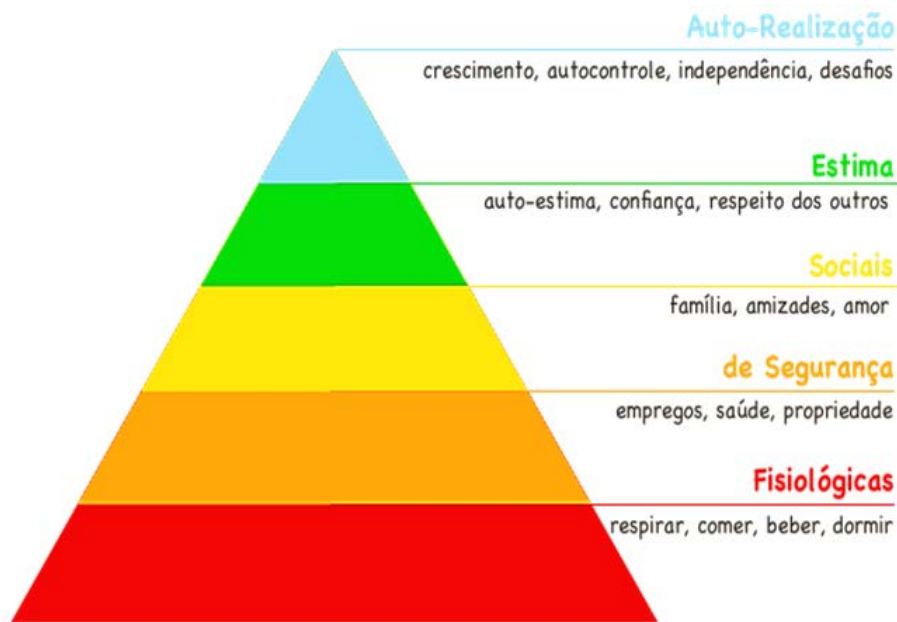 Auto-Realização
crescimento, autocontrole, independência, desafios
Estima
auto-estima, confiança, respeito dos outros
Sociais
família, amizades, amor
de Segurança
empregos, saúde, propriedade
Fisiológicas
respirar, comer, beber, dormir